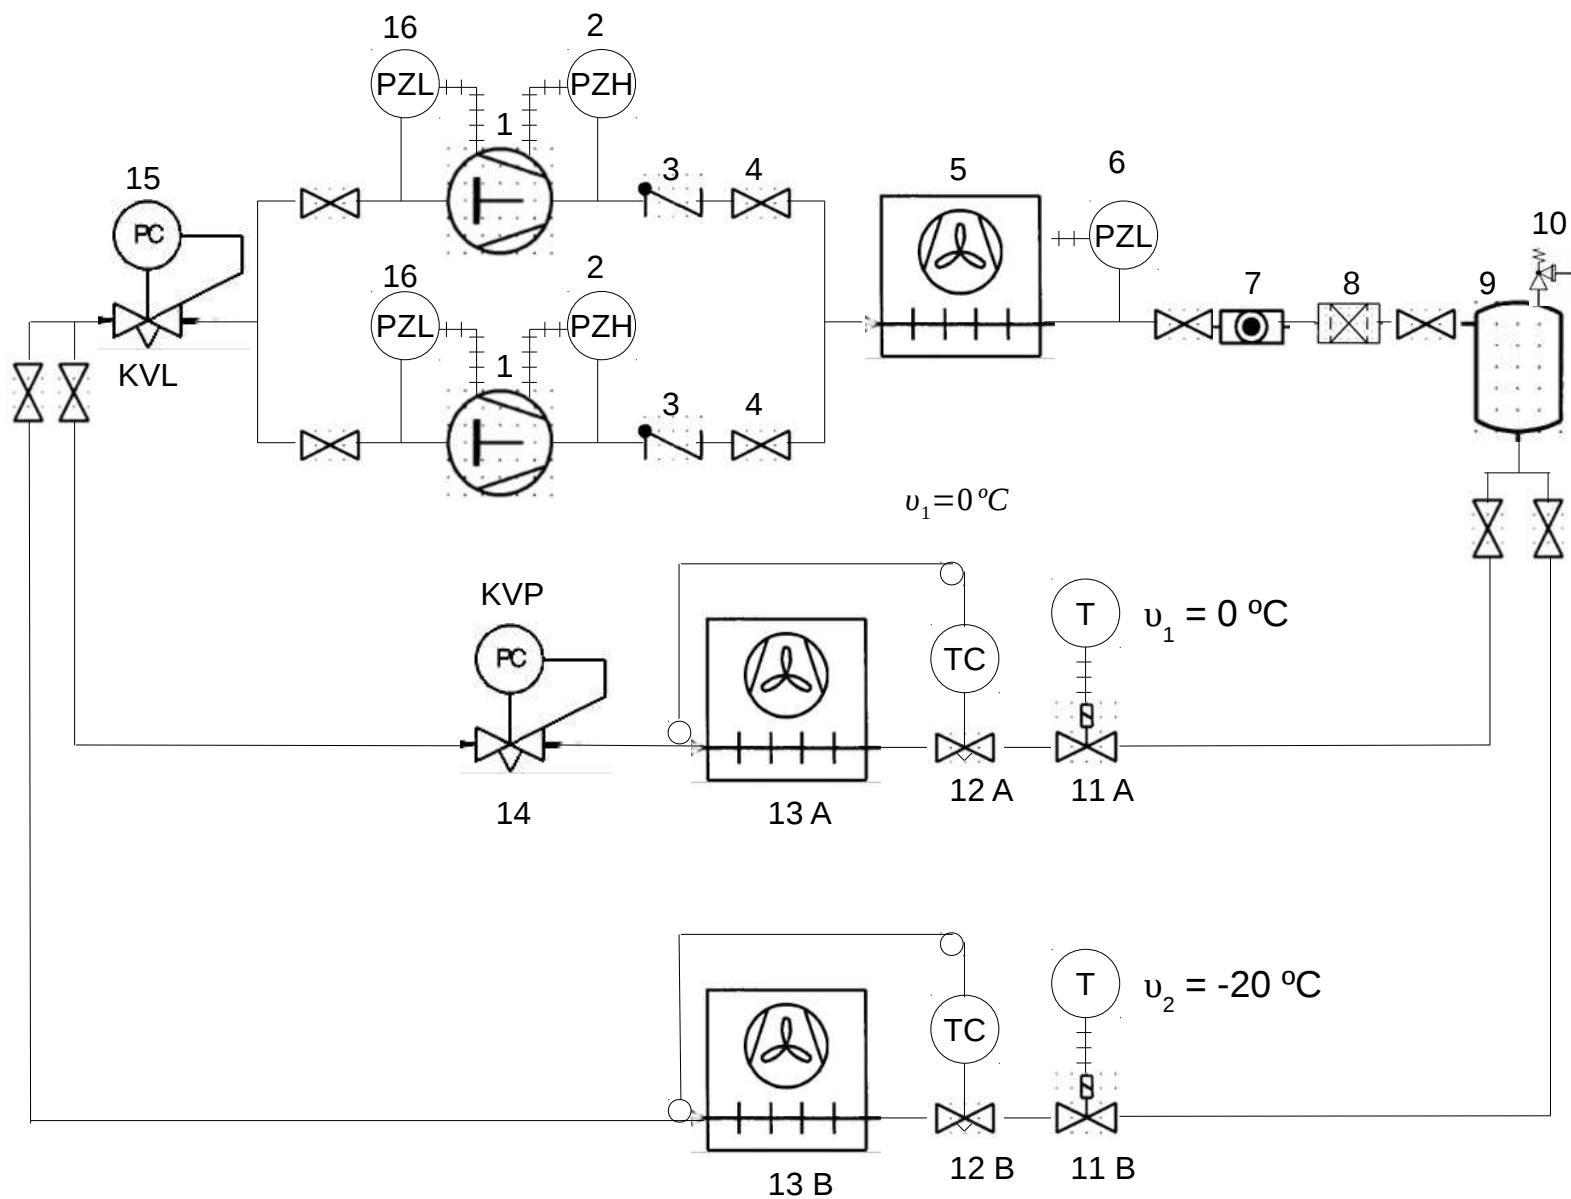 16
2
PZL
PZH
1
15
3
4
5
6
PC
PZL
10
16
2
7
8
9
PZL
PZH
KVL
1
3
4
υ₁=0 ºC
KVP
T
υ₁ = 0 ºC
PC
TC
14
13 A
12 A
11 A
T
υ₂ = -20 ºC
TC
13 B
12 B
11 B